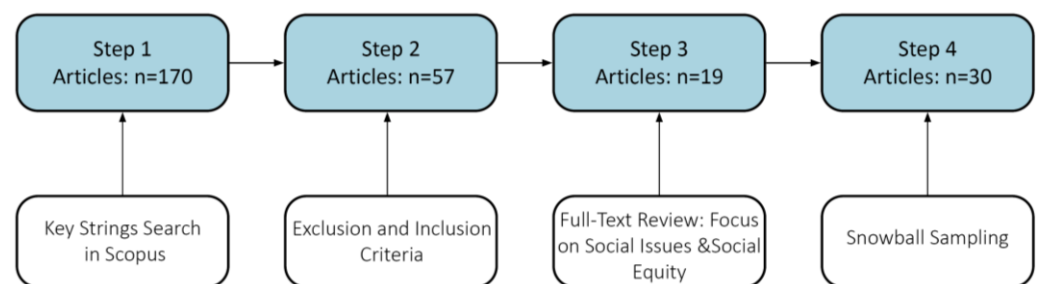 Step 1
Articles: n=170
Step 2
Articles: n=57
Step 3
Articles: n=19
Step 4
Articles: n=30
Key Strings Search
in Scopus
Exclusion and Inclusion
Criteria
Full-Text Review: Focus
on Social Issues &Social
Equity
Snowball Sampling